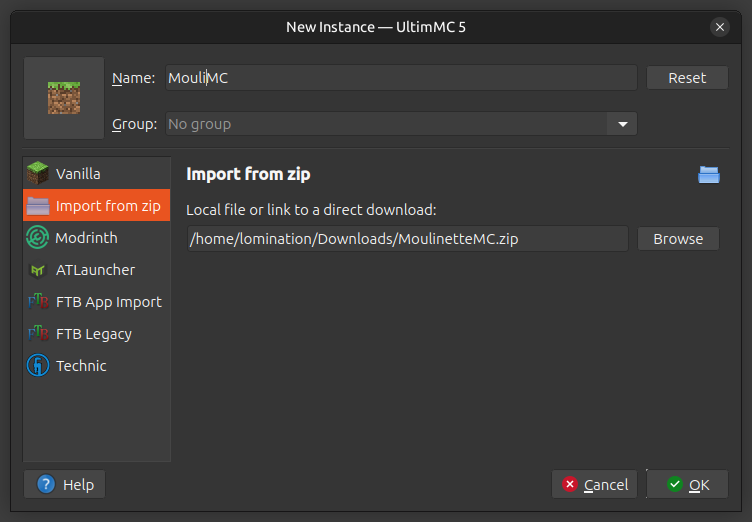 New Instance — UltimMC 5
Name: MouliMC
Reset
Group: No group
Vanilla
Import from zip
Modrinth
ATLauncher
FTB App Import
FTB Legacy
Technic
Import from zip
Local file or link to a direct download:
/home/lomination/Downloads/MoulinetteMC.zip
Browse
Help
Cancel
OK